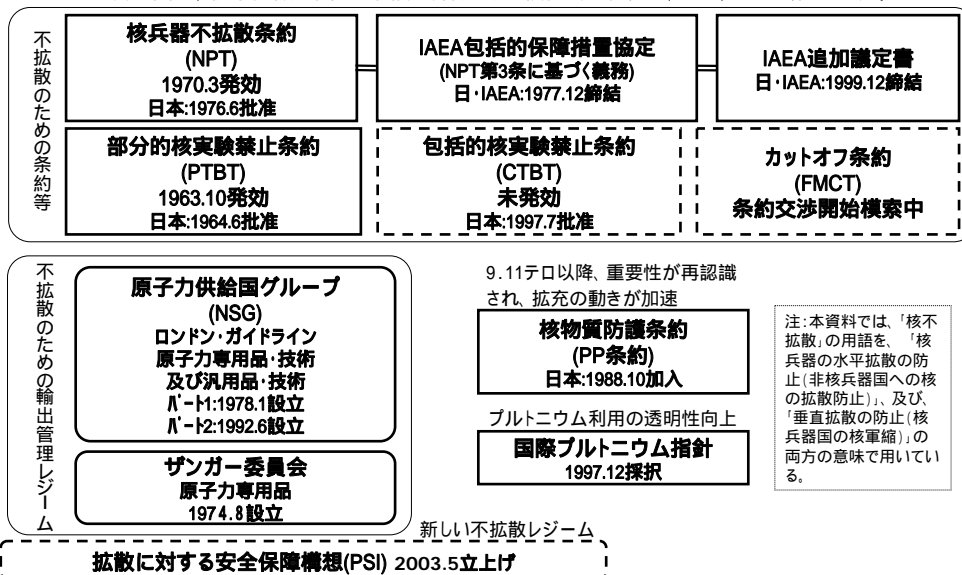 不拡散のための条約等
核兵器不拡散条約
(NPT)
1970.3発効
日本:1976.6批准
IAEA包括的保障措置協定
(NPT第3条に基づく義務)
日・IAEA:1977.12締結
IAEA追加議定書
日・IAEA:1999.12締結
部分的核実験禁止条約
(PTBT)
1963.10発効
日本:1964.6批准
包括的核実験禁止条約
(CTBT)
未発効
日本:1997.7批准
カットオフ条約
(FMCT)
条約交渉開始模索中
不拡散のための輸出管理レジーム
原子力供給国グループ
(NSG)
ロンドン・ガイドライン
原子力専用品・技術
及び汎用品・技術
パート1:1978.1設立
パート2:1992.6設立
ザンガー委員会
原子力専用品
1974.8設立
9.11テロ以降、重要性が再認識
され、拡充の動きが加速
核物質防護条約
(PP条約)
日本:1988.10加入
プルトニウム利用の透明性向上
国際プルトニウム指針
1997.12採択
注:本資料では、「核不
拡散」の用語を、「核
兵器の水平拡散の防
止(非核兵器国への核
の拡散防止)」、及び、
「垂直拡散の防止(核
兵器国の核軍縮)」の
両方の意味で用いてい
る。
新しい不拡散レジーム
拡散に対する安全保障構想(PSI) 2003.5立上げ